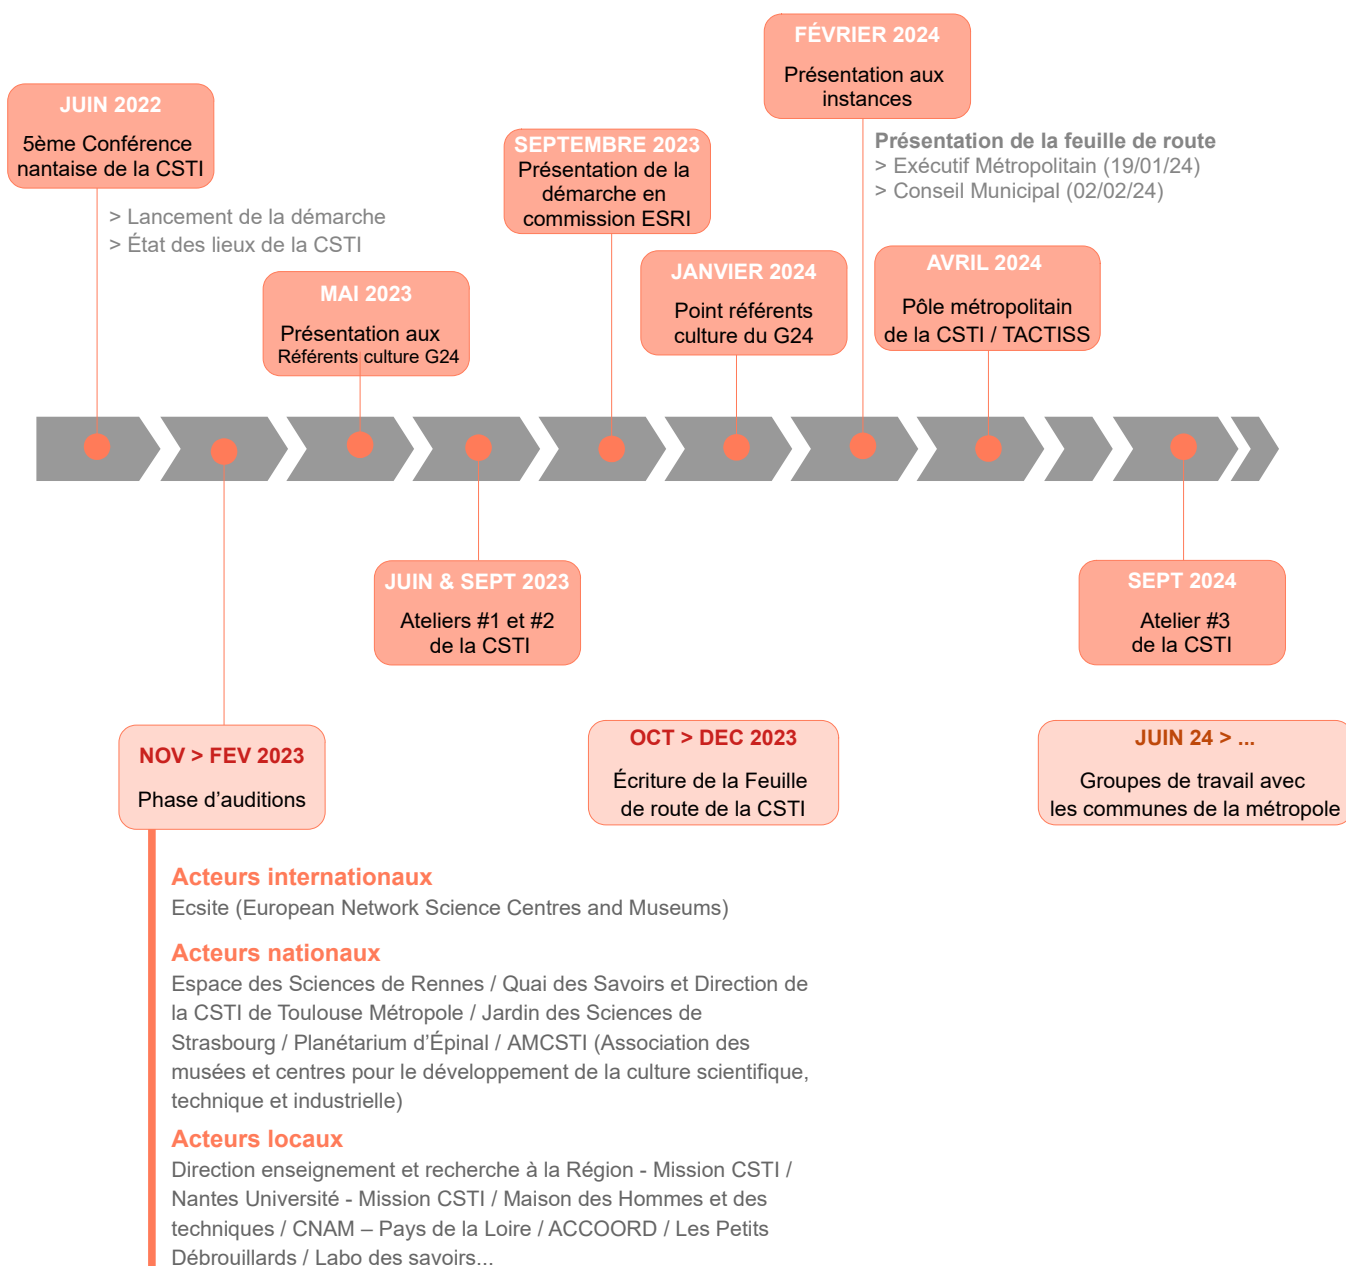 FÉVRIER 2024
Présentation aux
instances
JUIN 2022
5ème Conférence
nantaise de la CSTI
SEPTEMBRE 2023
Présentation de la
démarche en
commission ESRI
Présentation de la feuille de route
> Exécutif Métropolitain (19/01/24)
> Conseil Municipal (02/02/24)
> Lancement de la démarche
> État des lieux de la CSTI
MAI 2023
Présentation aux
Référents culture G24
JANVIER 2024
Point référents
culture du G24
AVRIL 2024
Pôle métropolitain
de la CSTI / TACTISS
JUIN & SEPT 2023
Ateliers #1 et #2
de la CSTI
SEPT 2024
Atelier #3
de la CSTI
NOV > FEV 2023
Phase d’auditions
OCT > DEC 2023
Écriture de la Feuille
de route de la CSTI
JUIN 24 > ...
Groupes de travail avec
les communes de la métropole
Acteurs internationaux
Ecsite (European Network Science Centres and Museums)
Acteurs nationaux
Espace des Sciences de Rennes / Quai des Savoirs et Direction de
la CSTI de Toulouse Métropole / Jardin des Sciences de
Strasbourg / Planétarium d’Épinal / AMCSTI (Association des
musées et centres pour le développement de la culture scientifique,
technique et industrielle)
Acteurs locaux
Direction enseignement et recherche à la Région - Mission CSTI /
Nantes Université - Mission CSTI / Maison des Hommes et des
techniques / CNAM – Pays de la Loire / ACCOORD / Les Petits
Débrouillards / Labo des savoirs...